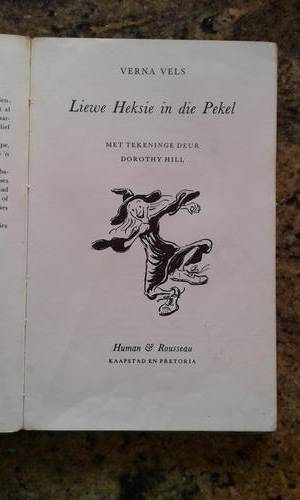 VERNA VELS
Liewe Heksie in die Pekel
MET TEKENINGE DEUR
DOROTHY HILL
Human & Rousseau
KAAPSTAD EN PRETORIA